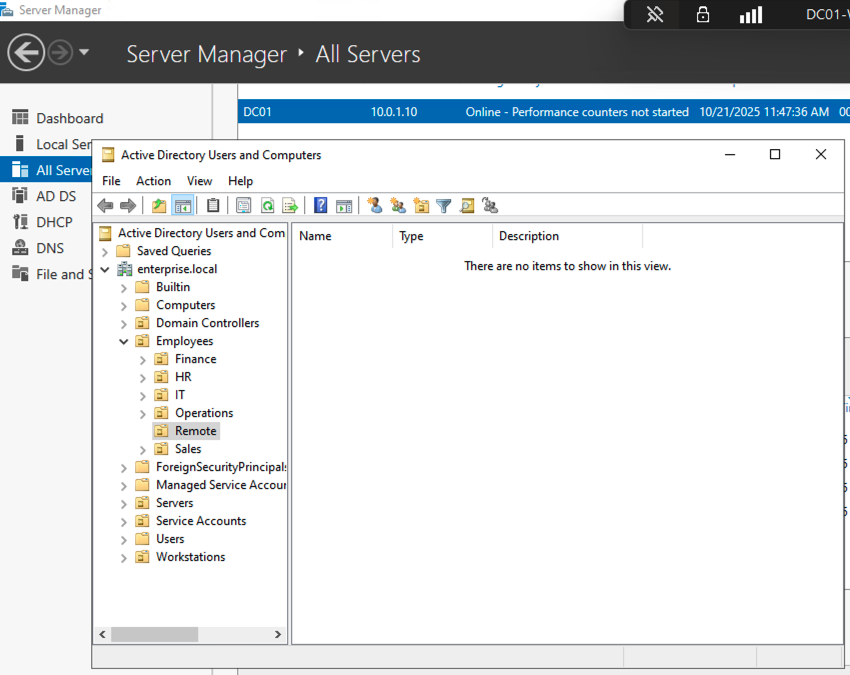 Server Manager
DC01-
Server Manager • All Servers
Dashboard
Local Ser
All Serve
AD DS
DHCP
DNS
File and S
DC01 10.0.1.10 Online - Performance counters not started 10/21/2025 11:47:36 AM 00
Active Directory Users and Computers
File Action View Help
Active Directory Users and Com
Saved Queries
enterprise.local
Builtin
Computers
Domain Controllers
Employees
Finance
HR
IT
Operations
Remote
Sales
ForeignSecurityPrincipals
Managed Service Accour
Servers
Service Accounts
Users
Workstations
Name Type Description
There are no items to show in this view.